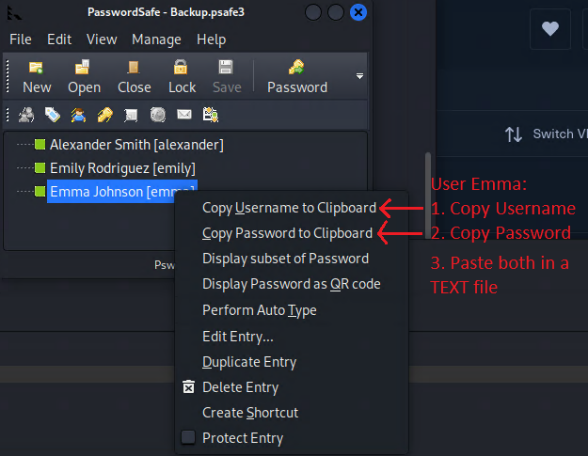 PasswordSafe - Backup.psafe3
File Edit View Manage Help
New Open Close Lock Save Password
Alexander Smith [alexander]
Emily Rodriguez [emily]
Emma Johnson [emma]
Copy Username to Clipboard
Copy Password to Clipboard
Display subset of Password
Display Password as QR code
Perform Auto Type
Edit Entry...
Duplicate Entry
Delete Entry
Create Shortcut
Protect Entry
Psw
Switch
User Emma:
1. Copy Username
2. Copy Password
3. Paste both in a
TEXT file